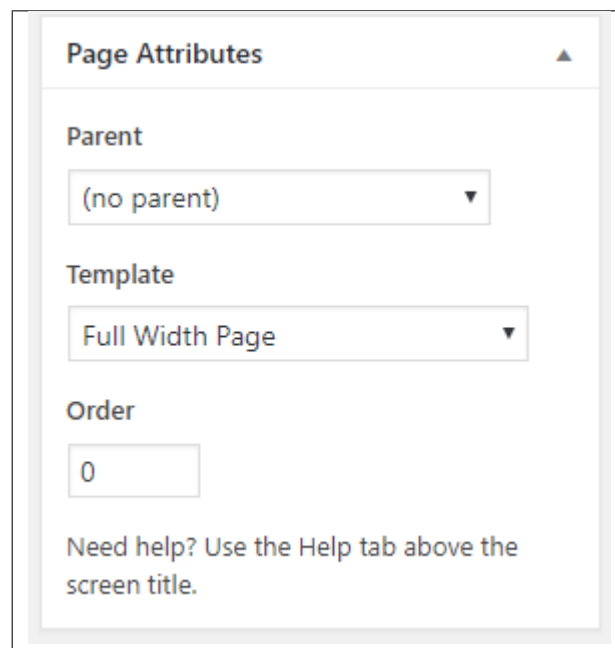 Page Attributes
Parent
(no parent)
Template
Full Width Page
Order
0
Need help? Use the Help tab above the
screen title.